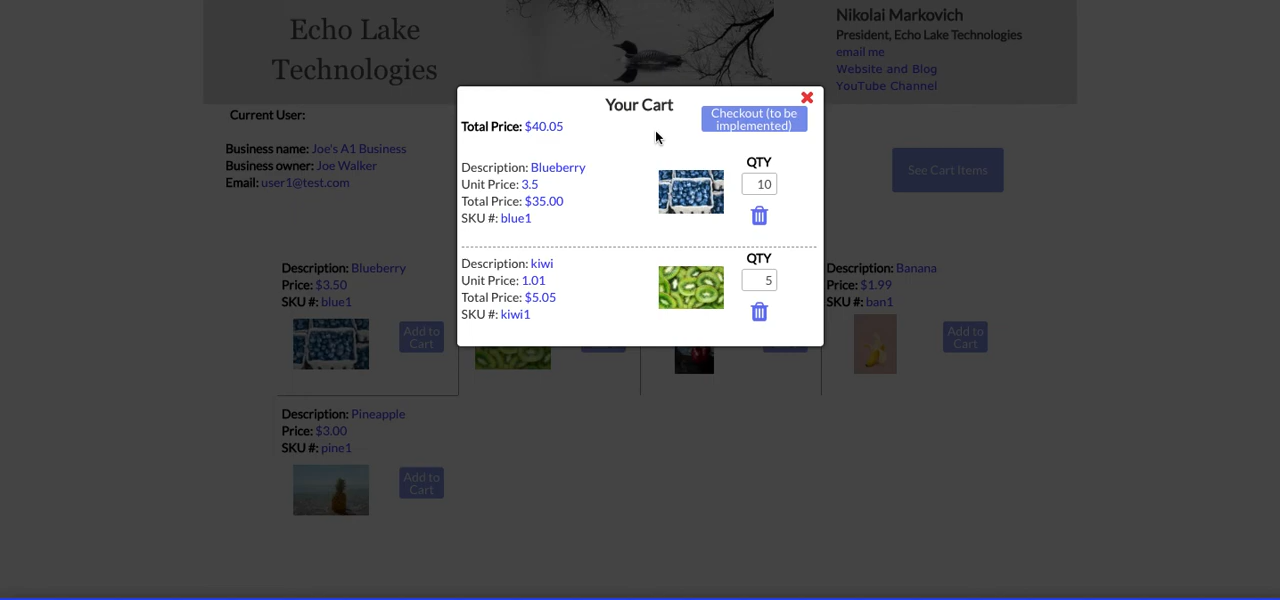 Echo Lake
Technologies
Nikolai Markovich
President, Echo Lake Technologies
email me
Website and Blog
YouTube Channel
Current User:
Business name: Joe's A1 Business
Business owner: Joe Walker
Email: user1@test.com
See Cart Items
Your Cart
Checkout (to be
implemented)
Total Price: $40.05
Description: Blueberry
Unit Price: 3.5
Total Price: $35.00
SKU #: blue1
QTY
10
Description: kiwi
Unit Price: 1.01
Total Price: $5.05
SKU #: kiwi1
QTY
5
Description: Blueberry
Price: $3.50
SKU #: blue1
Add to
Cart
Description: Banana
Price: $1.99
SKU #: ban1
Add to
Cart
Description: Pineapple
Price: $3.00
SKU #: pine1
Add to
Cart